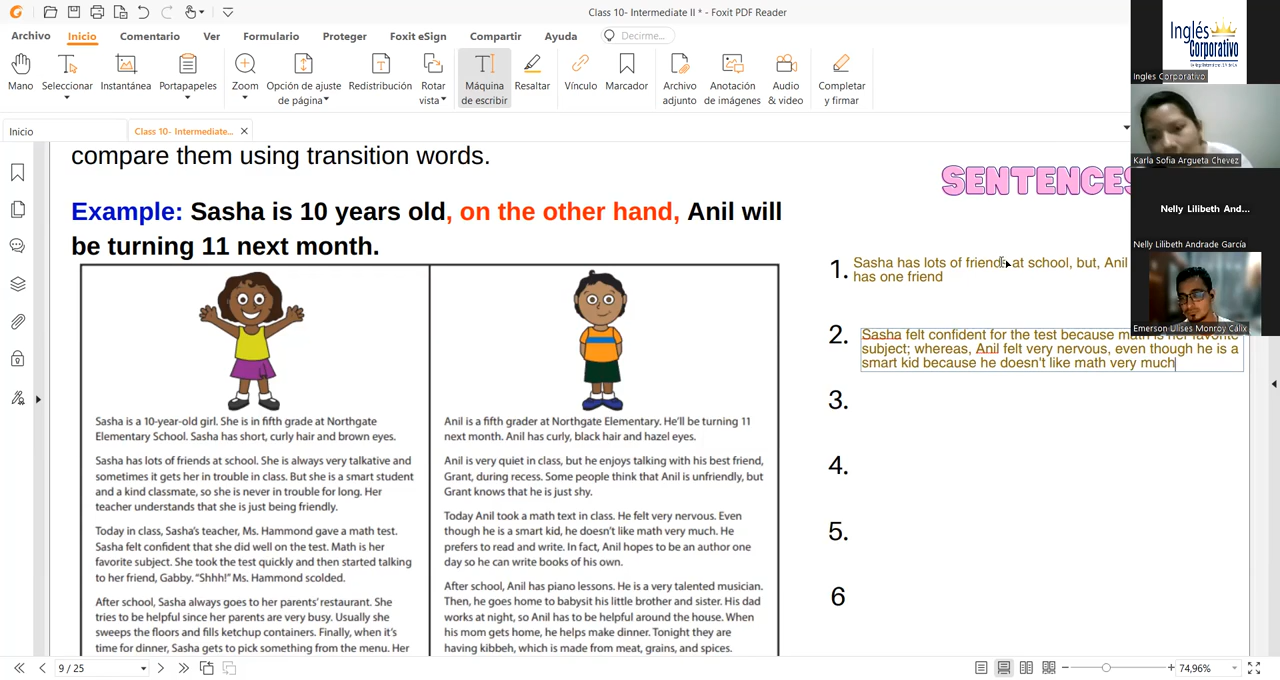 Class 10- Intermediate II * - Foxit PDF Reader
Archivo Inicio Comentario Ver Formulario Proteger Foxit eSign Compartir Ayuda Decirme...
Mano Seleccionar Instantánea Portapapeles Zoom Opción de ajuste de página Redistribución Rotar vista Máquina de escribir Resaltar Vínculo Marcador Archivo adjunto Anotación de imágenes Audio & video Completar y firmar
Inicio Class 10- Intermediate...
compare them using transition words.
Example: Sasha is 10 years old, on the other hand, Anil will
be turning 11 next month.
Sasha is a 10-year-old girl. She is in fifth grade at Northgate
Elementary School. Sasha has short, curly hair and brown eyes.
Sasha has lots of friends at school. She is always very talkative and
sometimes it gets her in trouble in class. But she is a smart student
and a kind classmate, so she is never in trouble for long. Her
teacher understands that she is just being friendly.
Today in class, Sasha's teacher, Ms. Hammond gave a math test.
Sasha felt confident that she did well on the test. Math is her
favorite subject. She took the test quickly and then started talking
to her friend, Gabby. "Shhh!" Ms. Hammond scolded.
After school, Sasha always goes to her parents' restaurant. She
tries to be helpful since her parents are very busy. Usually she
sweeps the floors and fills ketchup containers. Finally, when it's
time for dinner, Sasha gets to pick something from the menu. Her
Anil is a fifth grader at Northgate Elementary. He'll be turning 11
next month. Anil has curly, black hair and hazel eyes.
Anil is very quiet in class, but he enjoys talking with his best friend,
Grant, during recess. Some people think that Anil is unfriendly, but
Grant knows that he is just shy.
Today Anil took a math text in class. He felt very nervous. Even
though he is a smart kid, he doesn't like math very much. He
prefers to read and write. In fact, Anil hopes to be an author one
day so he can write books of his own.
After school, Anil has piano lessons. He is a very talented musician.
Then, he goes home to babysit his little brother and sister. His dad
works at night, so Anil has to be helpful around the house. When
his mom gets home, he helps make dinner. Tonight they are
having kibbeh, which is made from meat, grains, and spices.
SENTENCES
1. Sasha has lots of friends at school, but, Anil
has one friend
2. Sasha felt confident for the test because math is her favorite
subject; whereas, Anil felt very nervous, even though he is a
smart kid because he doesn't like math very much
3.
4.
5.
6
Inglés
Corporativo
Ingles Corporativo
Karla Sofia Argueta Chevez
Nelly Lilibeth And...
Nelly Lilibeth Andrade García
Emerson Ulises Monroy Calix
9 / 25
74,96%